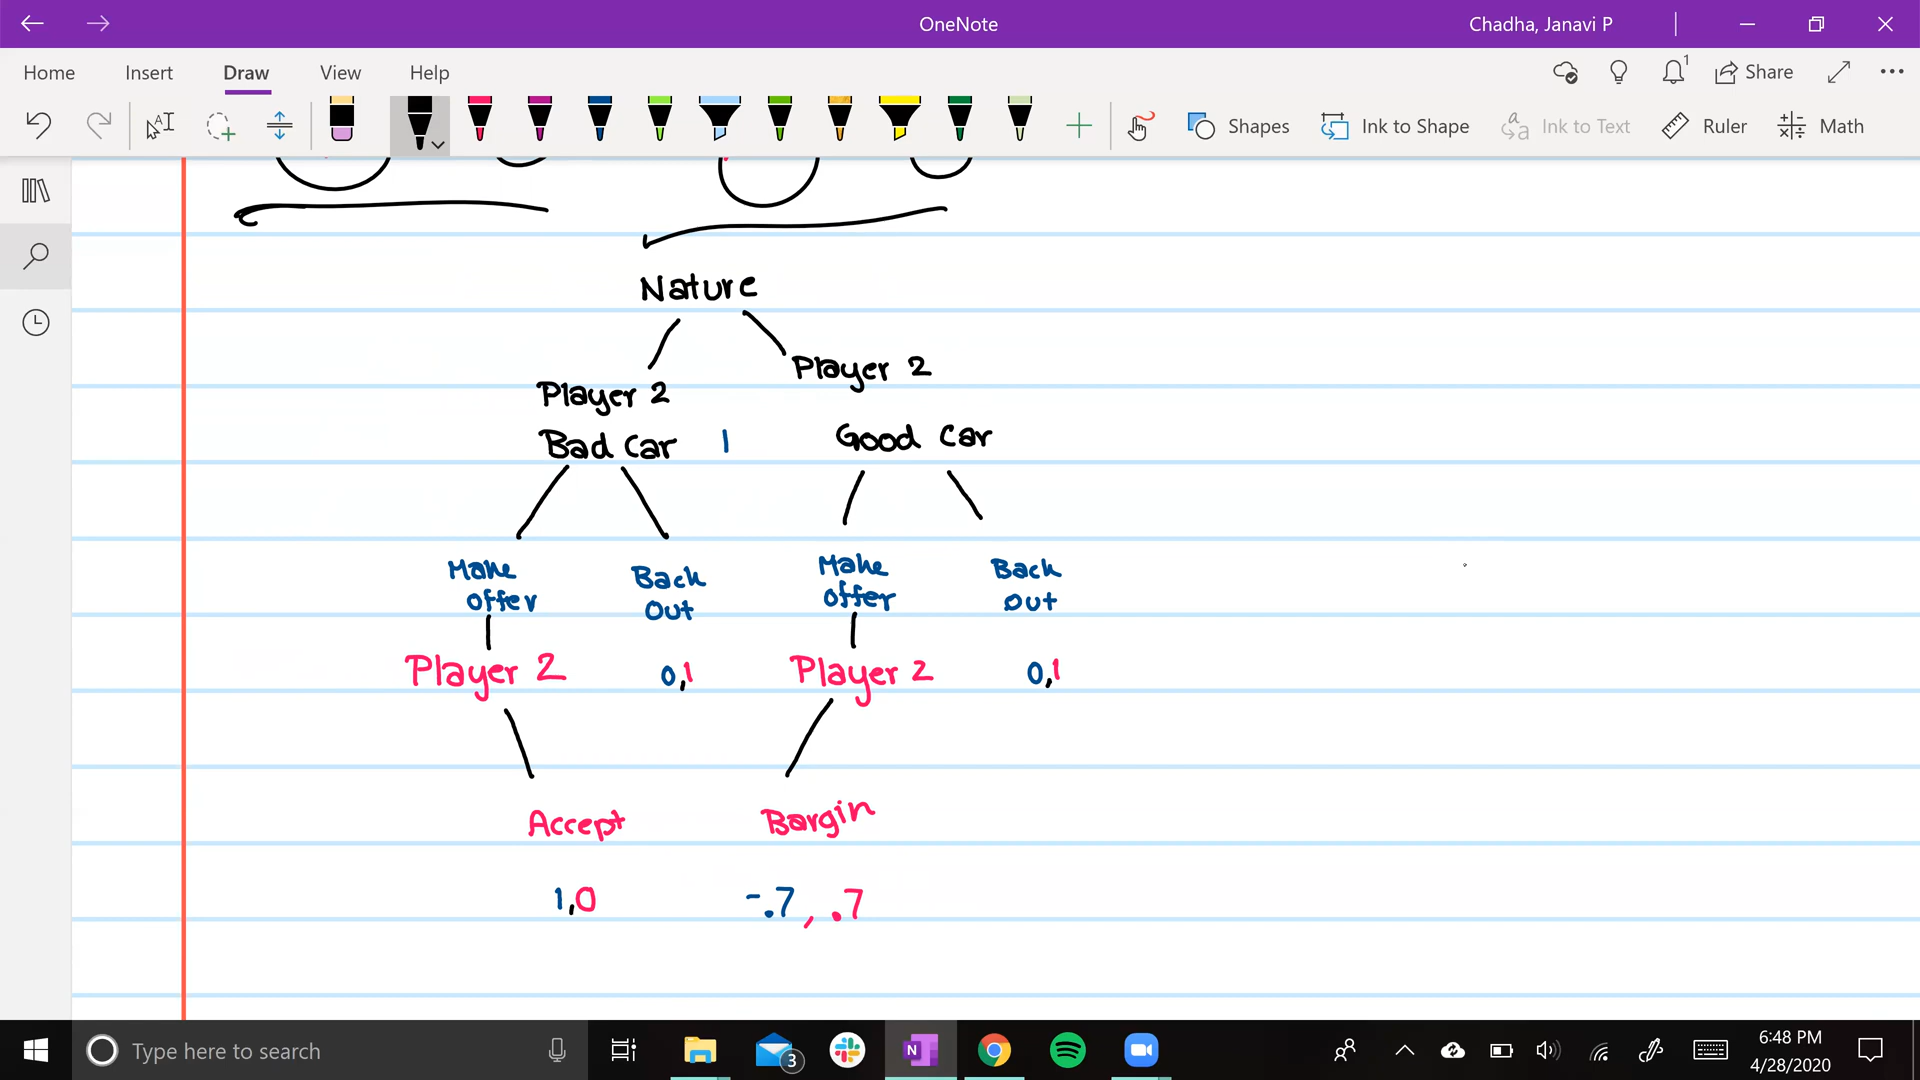 OneNote
Chadha, Janavi P
Home Insert Draw View Help
1
Share
AI
Shapes
Ink to Shape
Ink to Text
Ruler
Math
Nature
Player 2
Player 2
Bad Car 1
Good Car
Make
Offer
Back
Out
Make
Offer
Back
Out
Player 2
0,1
Player 2
0,1
Accept
Bargin
1,0
-.7, .7
Type here to search
3
N
6:48 PM
4/28/2020